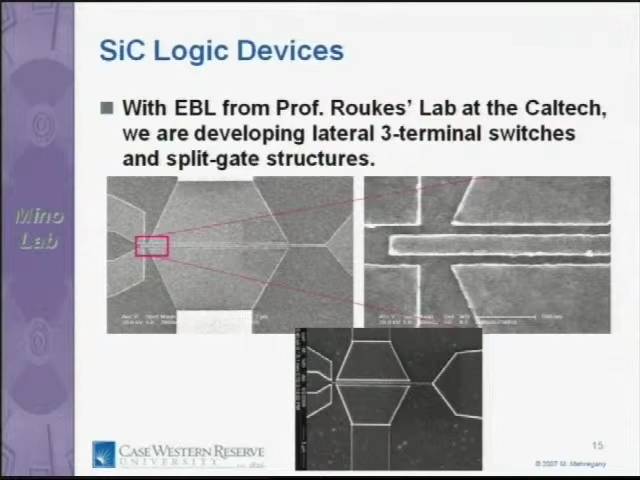 SiC Logic Devices
With EBL from Prof. Roukes' Lab at the Caltech,
we are developing lateral 3-terminal switches
and split-gate structures.
Mino
Lab
CASE WESTERN RESERVE
UNIVERSITY
15
© 2007 M. Mehregany